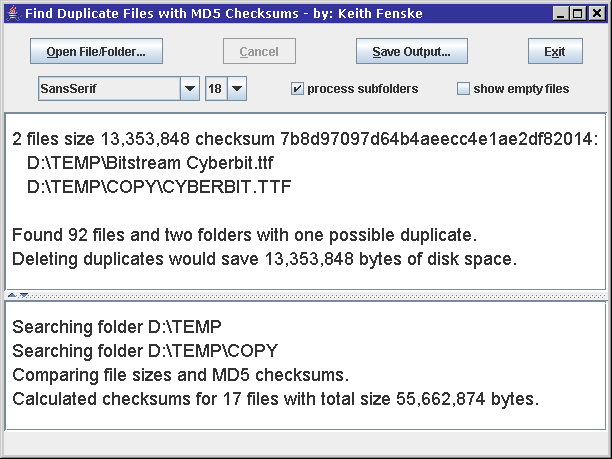 Find Duplicate Files with MD5 Checksums - by: Keith Fenske
Open File/Folder... Cancel Save Output... Exit
SansSerif 18 process subfolders show empty files
2 files size 13,353,848 checksum 7b8d97097d64b4aeecc4e1ae2df82014:
D:\TEMP\Bitstream Cyberbit.ttf
D:\TEMP\COPY\CYBERBIT.TTF
Found 92 files and two folders with one possible duplicate.
Deleting duplicates would save 13,353,848 bytes of disk space.
Searching folder D:\TEMP
Searching folder D:\TEMP\COPY
Comparing file sizes and MD5 checksums.
Calculated checksums for 17 files with total size 55,662,874 bytes.